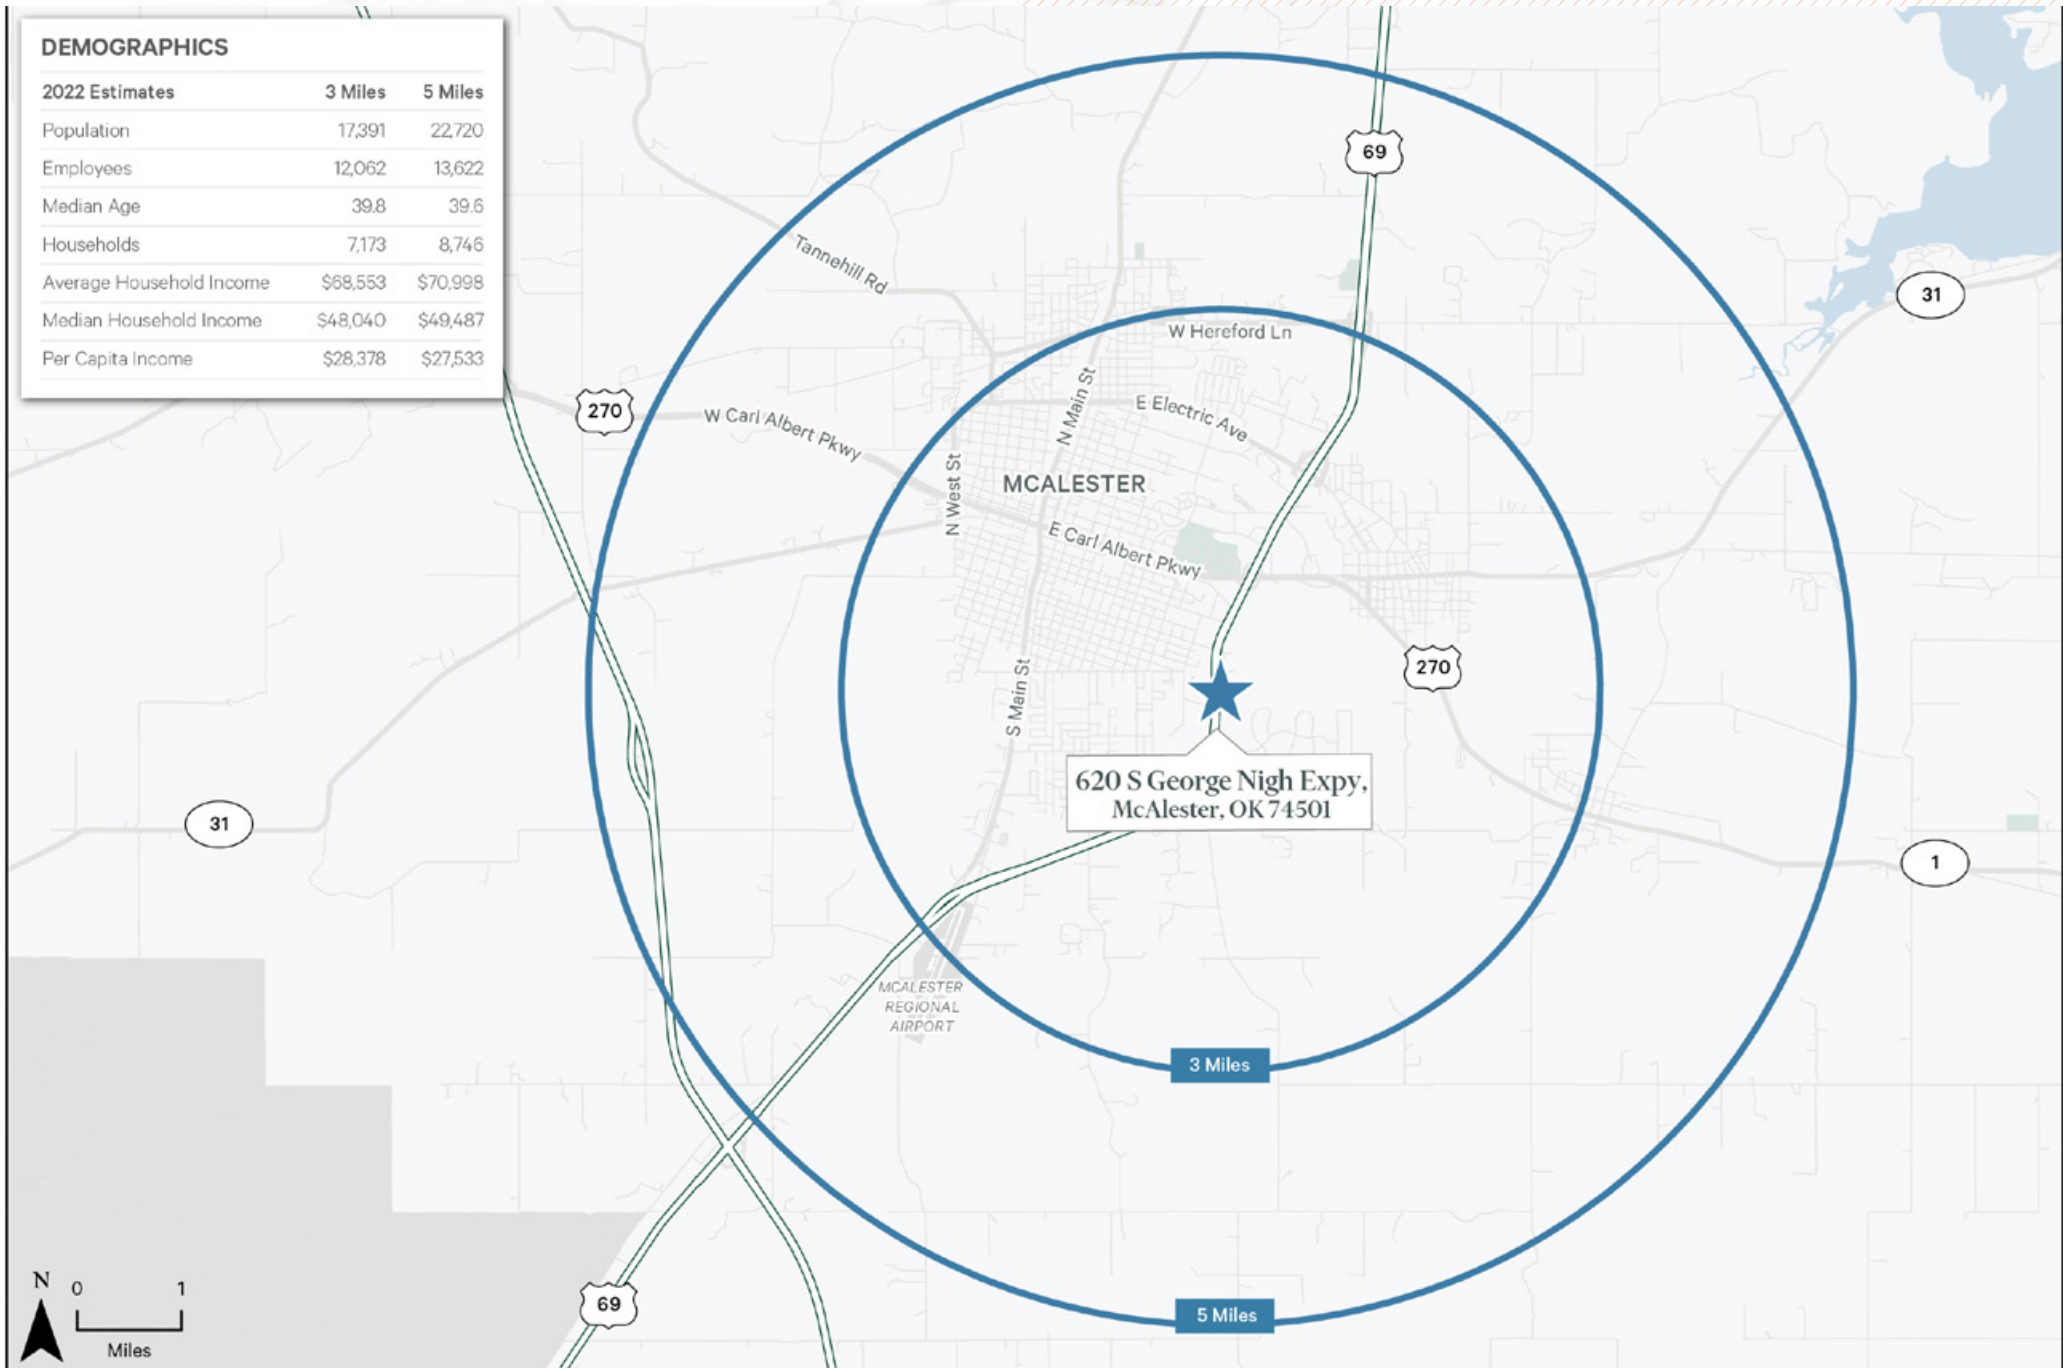 DEMOGRAPHICS
2022 Estimates 3 Miles 5 Miles
Population 17,391 22,720
Employees 12,062 13,622
Median Age 39.8 39.6
Households 7,173 8,746
Average Household Income $68,553 $70,998
Median Household Income $48,040 $49,487
Per Capita Income $28,378 $27,533
69
Tannehill Rd
31
W Hereford Ln
270
W Carl Albert Pkwy
N Main St
E Electric Ave
N West St
MCALESTER
E Carl Albert Pkwy
270
S Main St
620 S George Nigh Expy,
McAlester, OK 74501
31
1
MCALESTER
REGIONAL
AIRPORT
3 Miles
5 Miles
69
N
0 1
Miles